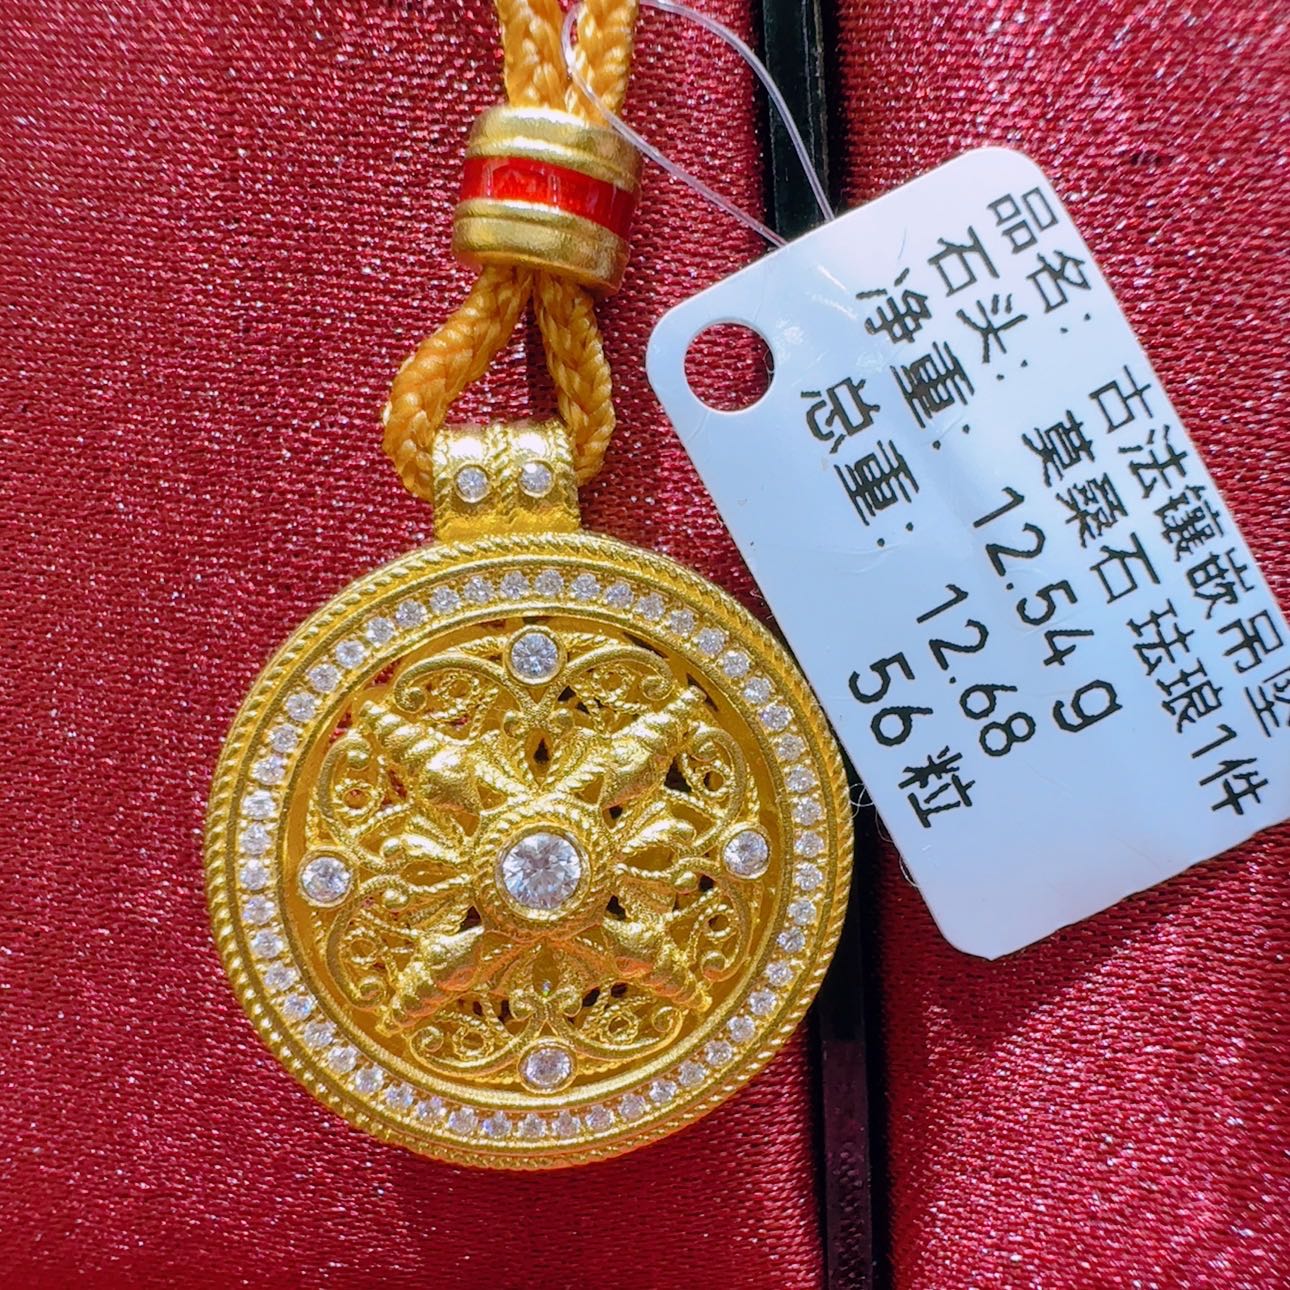 品名: 古法镶嵌吊坠
石头: 莫桑石珐琅1件
净重: 12.54g
总重: 12.68
56粒